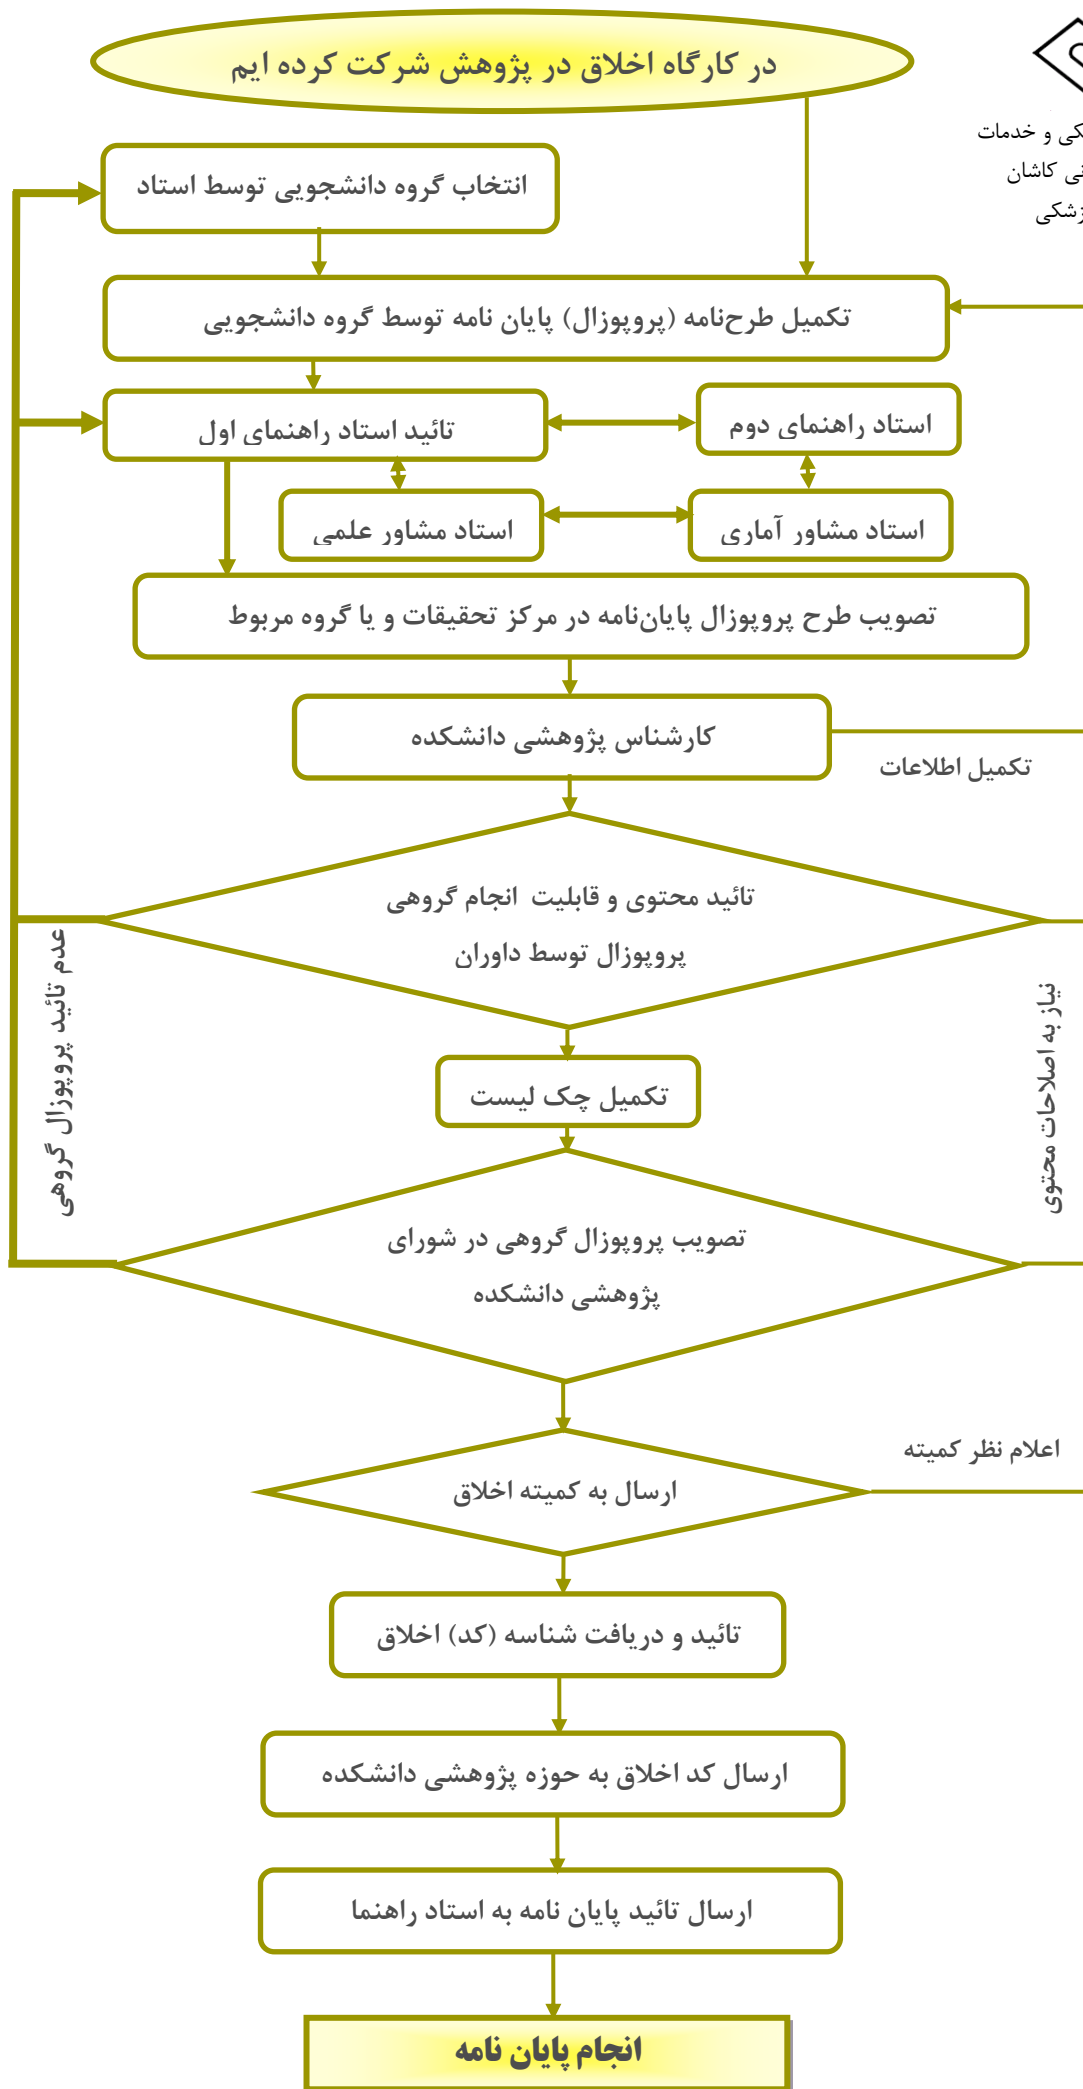 در کارگاه اخلاق در پژوهش شرکت کرده ایم
و خدمات
کاشان
انتخاب گروه دانشجویی توسط استاد
تکمیل طرح‌نامه (پروپوزال) پایان نامه توسط گروه دانشجویی
استاد راهنمای دوم
تائید استاد راهنمای اول
استاد مشاور آماری
استاد مشاور علمی
تصویب طرح پروپوزال پایان‌نامه در مرکز تحقیقات و یا گروه مربوط
کارشناس پژوهشی دانشکده
تکمیل اطلاعات
تائید محتوی و قابلیت انجام گروهی
پروپوزال توسط داوران
عدم تائید پروپوزال گروهی
نیاز به اصلاحات محتوی
تکمیل چک لیست
تصویب پروپوزال گروهی در شورای
پژوهشی دانشکده
اعلام نظر کمیته
ارسال به کمیته اخلاق
تائید و دریافت شناسه (کد) اخلاق
ارسال کد اخلاق به حوزه پژوهشی دانشکده
ارسال تائید پایان نامه به استاد راهنما
انجام پایان نامه